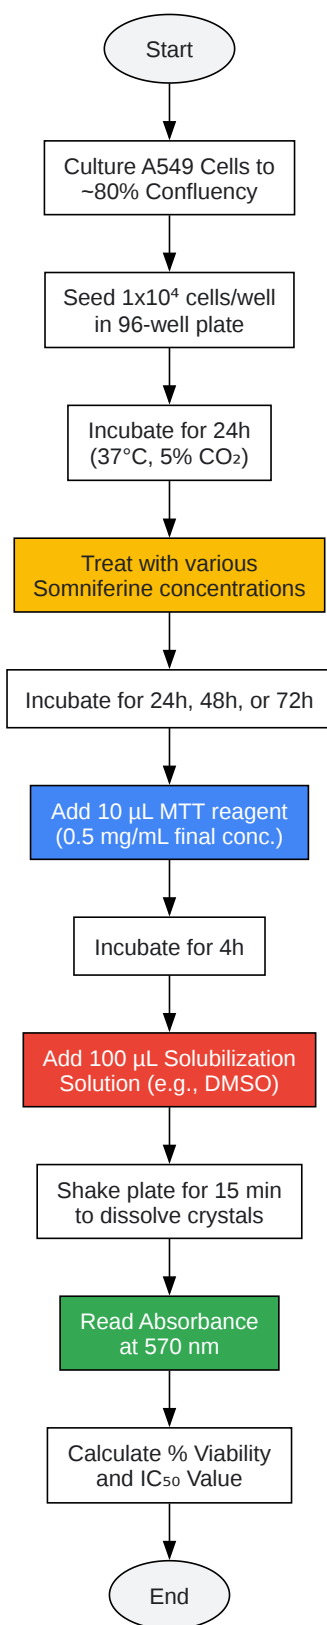 Start
Culture A549 Cells to
~80% Confluency
Seed 1x10⁴ cells/well
in 96-well plate
Incubate for 24h
(37°C, 5% CO₂)
Treat with various
Somniferine concentrations
Incubate for 24h, 48h, or 72h
Add 10 µL MTT reagent
(0.5 mg/mL final conc.)
Incubate for 4h
Add 100 µL Solubilization
Solution (e.g., DMSO)
Shake plate for 15 min
to dissolve crystals
Read Absorbance
at 570 nm
Calculate % Viability
and IC₅₀ Value
End